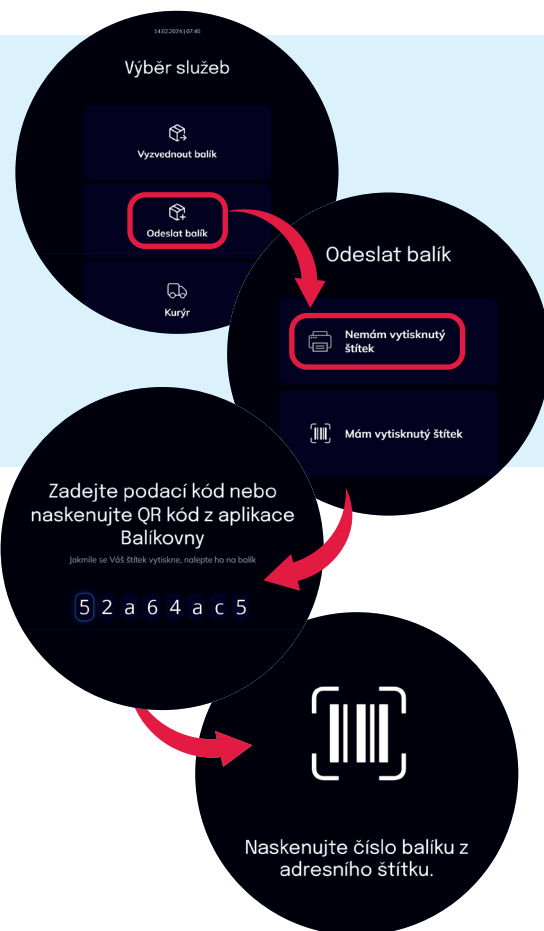 14.02.2024 | 07:46
Výběr služeb
Vyzvednout balík
Odeslat balík
Kurýr
Odeslat balík
Nemám vytisknutý
štítek
Mám vytisknutý štítek
Zadejte podací kód nebo
naskenujte QR kód z aplikace
Balíkovny
Jakmile se Váš štítek vytiskne, nalepte ho na balík
5 2 a 6 4 a c 5
Naskenujte číslo balíku z
adresního štítku.